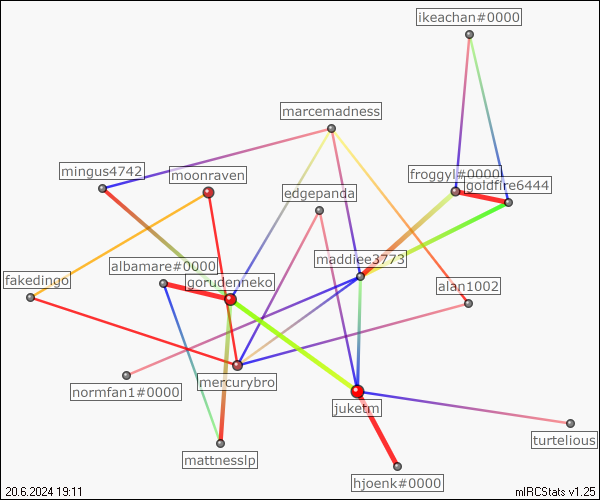 ikeachan#0000
marcemadness
mingus4742
moonraven
froggyl#0000
goldfire6444
edgepanda
albamare#0000
maddiee3773
fakedingo
gorudenneko
alan1002
mercurybro
normfan1#0000
juketm
turtelious
mattnesslp
hjoenk#0000
20.6.2024 19:11
mIRCStats v1.25